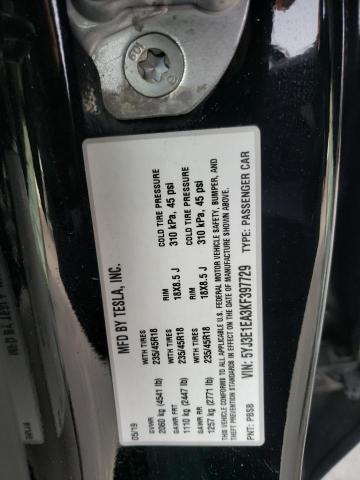 MFD BY TESLA, INC.
05/19
GVWR
2060 kg (4541 lb)
GAWR FRT WITH TIRES RIM COLD TIRE PRESSURE
1110 kg (2447 lb) 235/45R18 18X8.5 J 310 kPa, 45 psi
GAWR RR WITH TIRES RIM COLD TIRE PRESSURE
1257 kg (2771 lb) 235/45R18 18X8.5 J 310 kPa, 45 psi
THIS VEHICLE CONFORMS TO ALL APPLICABLE U.S. FEDERAL MOTOR VEHICLE SAFETY, BUMPER, AND
THEFT PREVENTION STANDARDS IN EFFECT ON THE DATE OF MANUFACTURE SHOWN ABOVE.
VIN: 5YJ3E1EA3KF397729 TYPE: PASSENGER CAR
PNT: PBSB